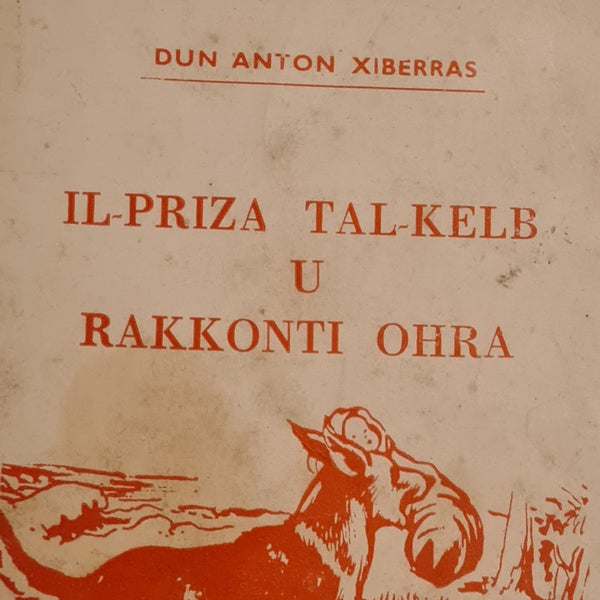 DUN ANTON XIBERRAS
IL-PRIZA TAL-KELB
U
RAKKONTI OHRA